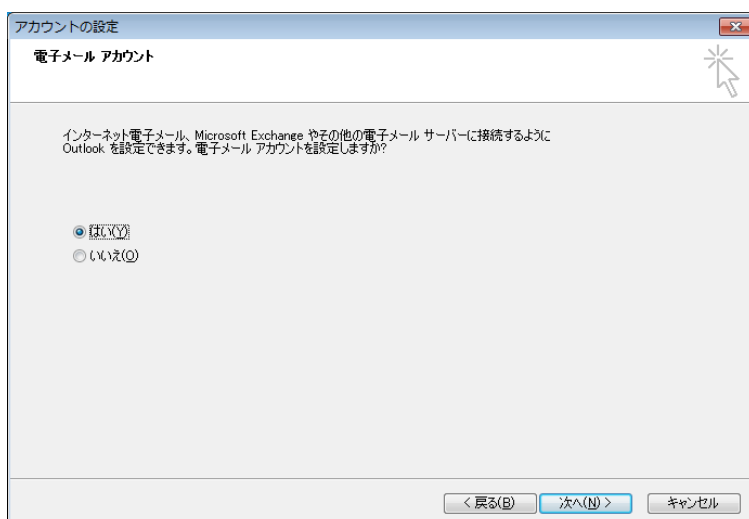 アカウントの設定
電子メール アカウント
インターネット電子メール、Microsoft Exchange やその他の電子メール サーバーに接続するように
Outlook を設定できます。電子メール アカウントを設定しますか?
はい(Y)
いいえ(O)
< 戻る(B)
次へ(N) >
キャンセル